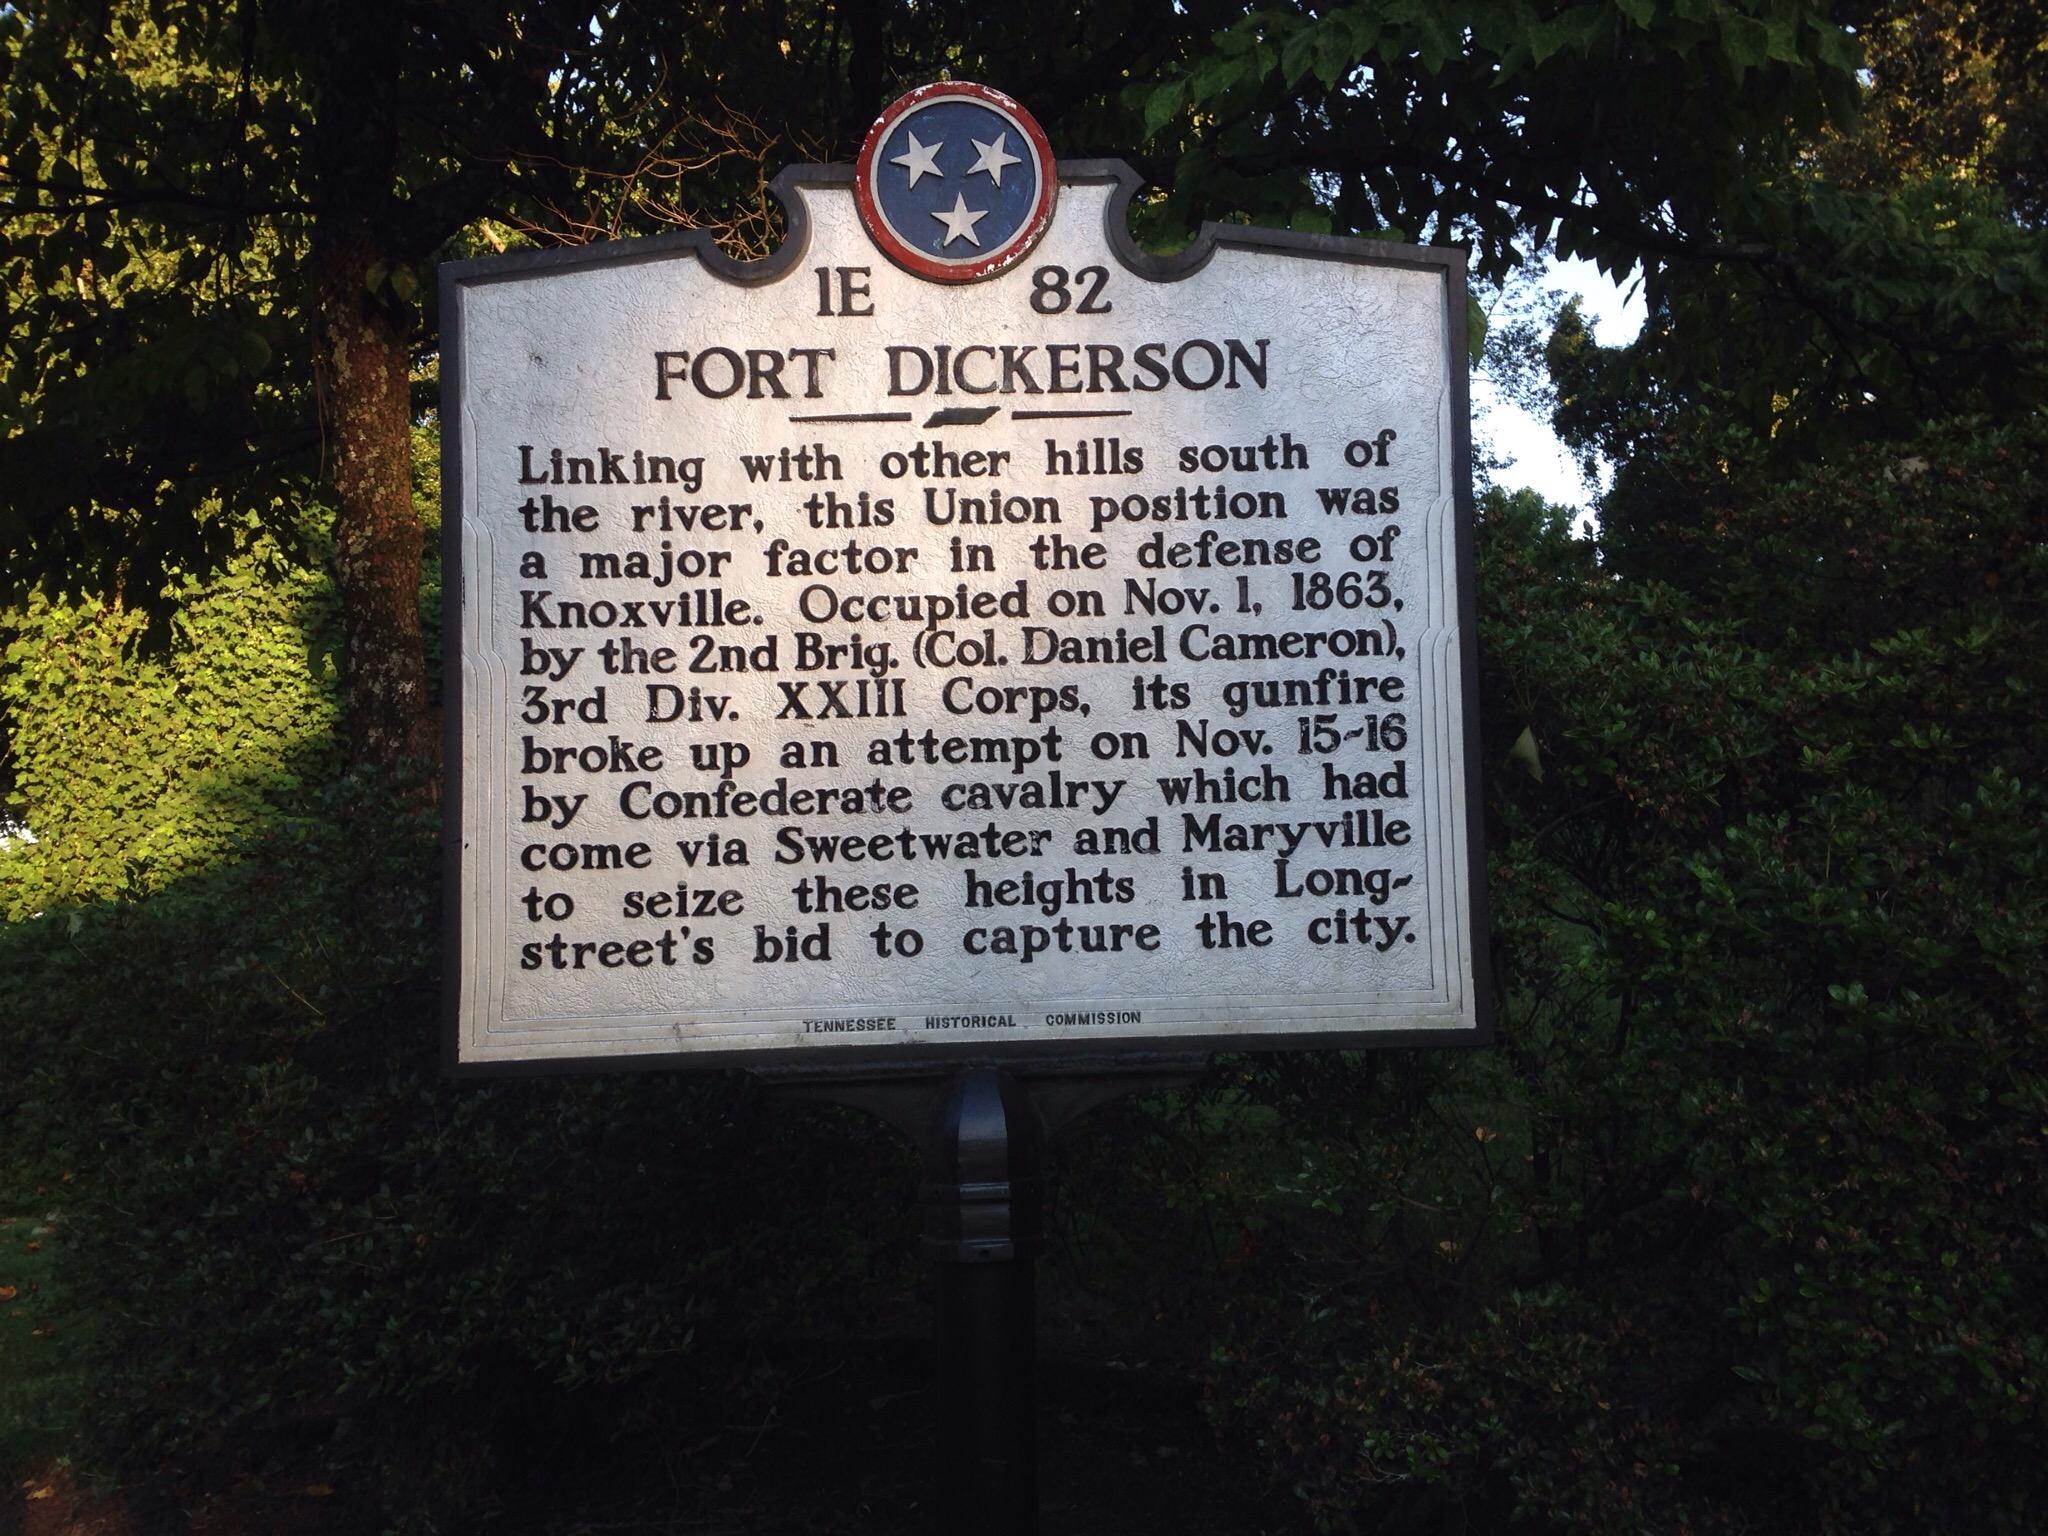 1E 82
FORT DICKERSON
Linking with other hills south of
the river, this Union position was
a major factor in the defense of
Knoxville. Occupied on Nov. 1, 1863,
by the 2nd Brig. (Col. Daniel Cameron),
3rd Div. XXIII Corps, its gunfire
broke up an attempt on Nov. 15-16
by Confederate cavalry which had
come via Sweetwater and Maryville
to seize these heights in Long-
street's bid to capture the city.
TENNESSEE HISTORICAL COMMISSION